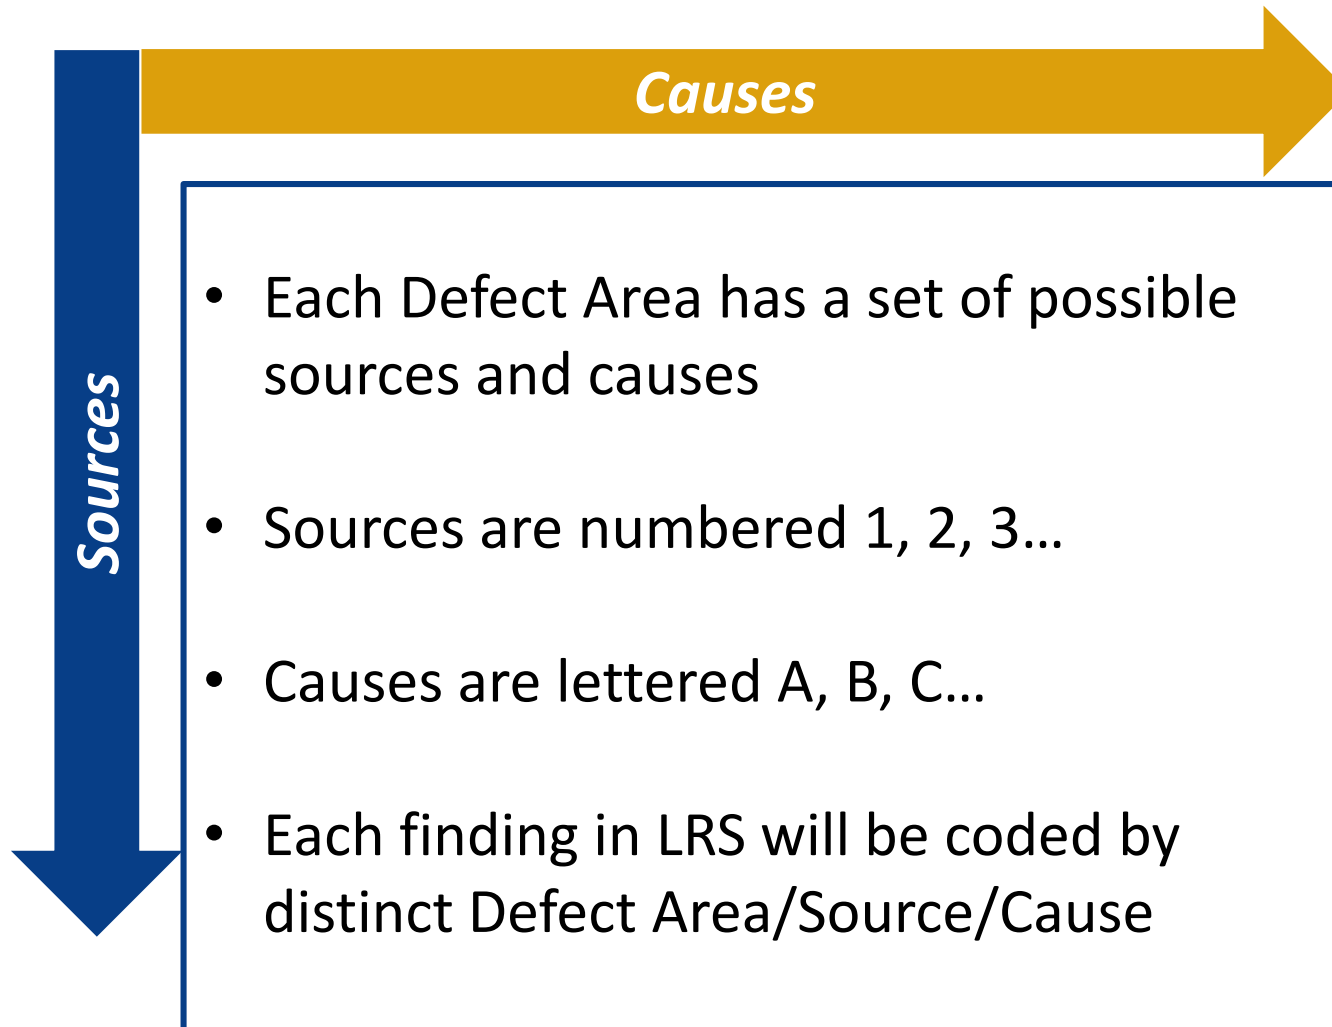 Causes
Sources
• Each Defect Area has a set of possible
sources and causes
• Sources are numbered 1, 2, 3…
• Causes are lettered A, B, C…
• Each finding in LRS will be coded by
distinct Defect Area/Source/Cause